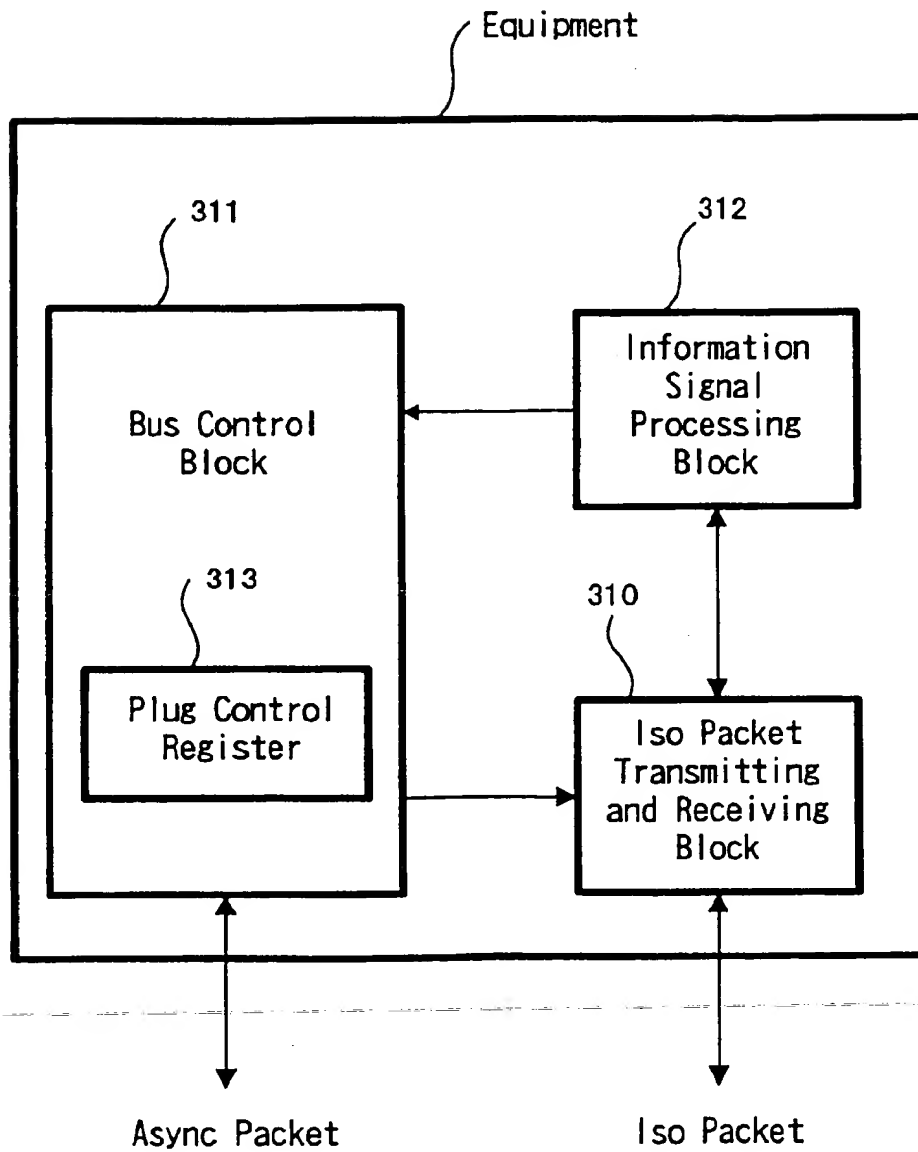 Equipment
311
312
Bus Control
Block
Information
Signal
Processing
Block
313
310
Plug Control
Register
Iso Packet
Transmitting
and Receiving
Block
Async Packet
Iso Packet